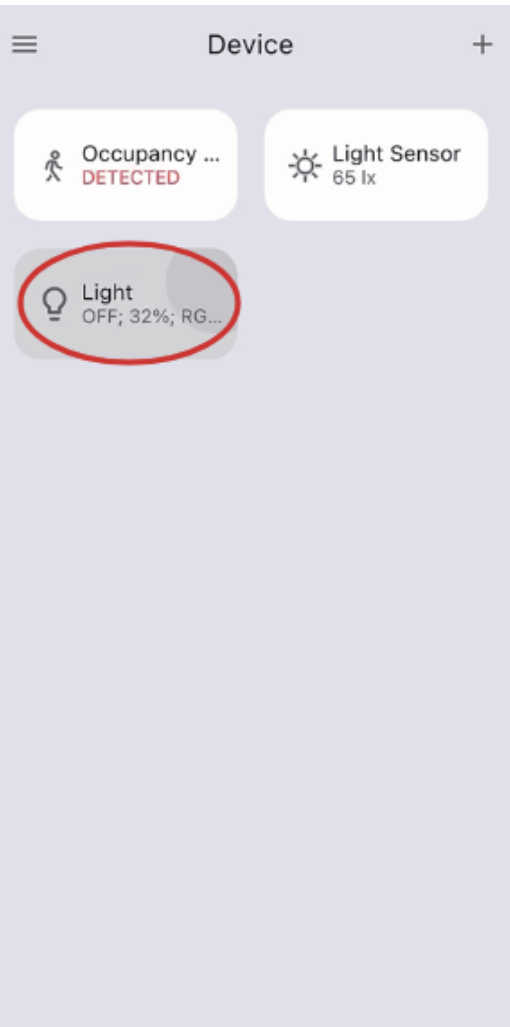 Device
Occupancy ...
DETECTED
Light Sensor
65 lx
Light
OFF; 32%; RG...